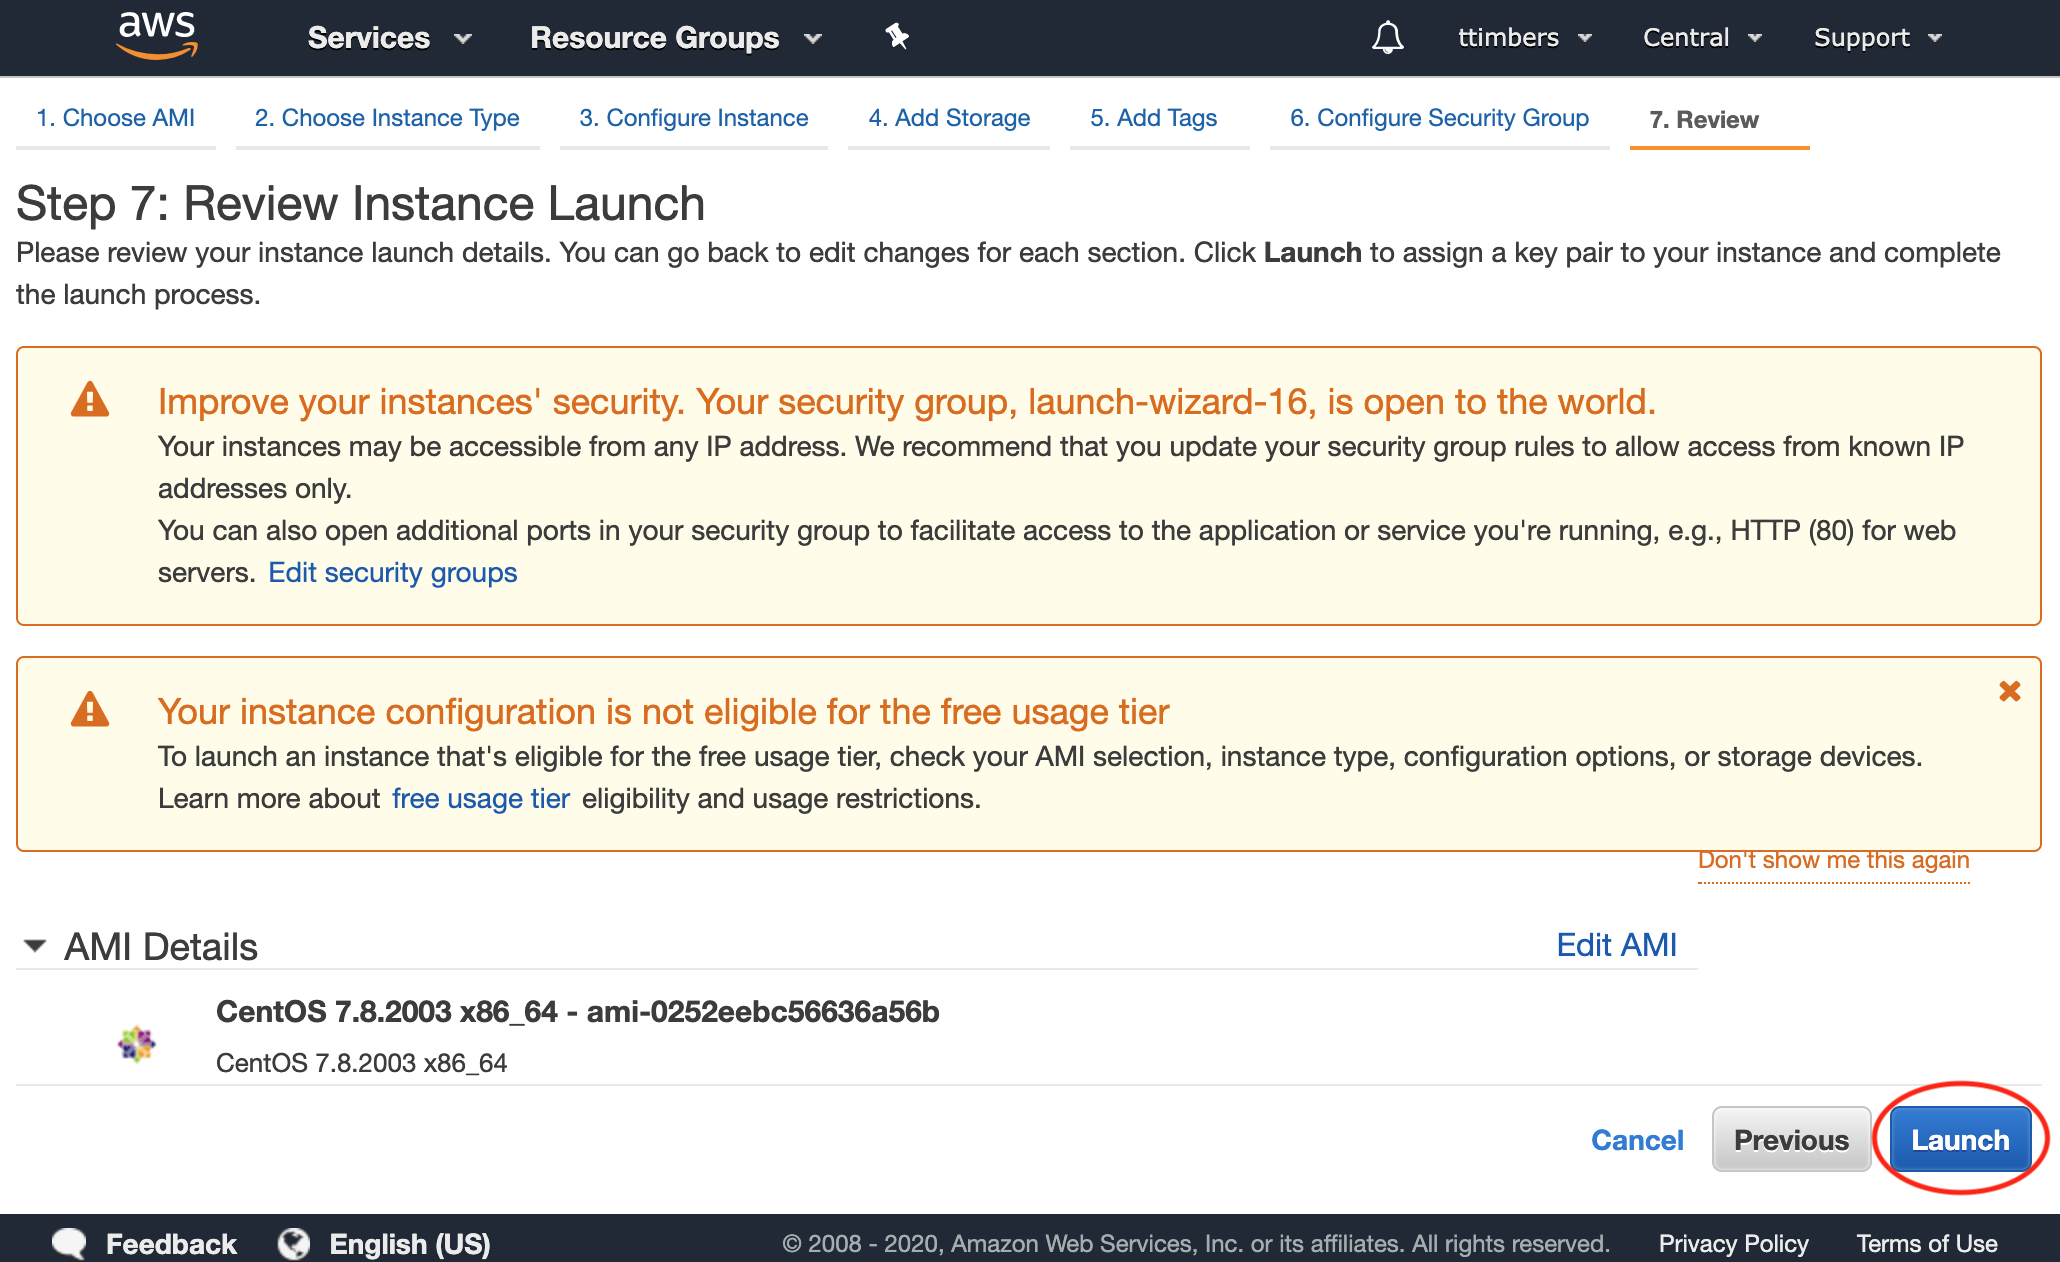 aws Services Resource Groups ttimbers Central Support
1. Choose AMI 2. Choose Instance Type 3. Configure Instance 4. Add Storage 5. Add Tags 6. Configure Security Group 7. Review
Step 7: Review Instance Launch
Please review your instance launch details. You can go back to edit changes for each section. Click Launch to assign a key pair to your instance and complete
the launch process.
Improve your instances' security. Your security group, launch-wizard-16, is open to the world.
Your instances may be accessible from any IP address. We recommend that you update your security group rules to allow access from known IP
addresses only.
You can also open additional ports in your security group to facilitate access to the application or service you're running, e.g., HTTP (80) for web
servers. Edit security groups
Your instance configuration is not eligible for the free usage tier
To launch an instance that's eligible for the free usage tier, check your AMI selection, instance type, configuration options, or storage devices.
Learn more about free usage tier eligibility and usage restrictions.
Don't show me this again
AMI Details Edit AMI
CentOS 7.8.2003 x86_64 - ami-0252eebc56636a56b
CentOS 7.8.2003 x86_64
Cancel Previous Launch
Feedback English (US) © 2008 - 2020, Amazon Web Services, Inc. or its affiliates. All rights reserved. Privacy Policy Terms of Use